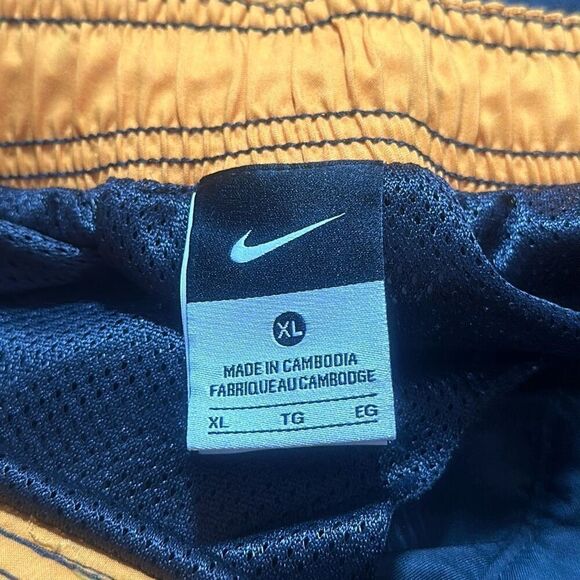 XL
MADE IN CAMBODIA
FABRIQUEAU CAMBODGE
XL TG EG